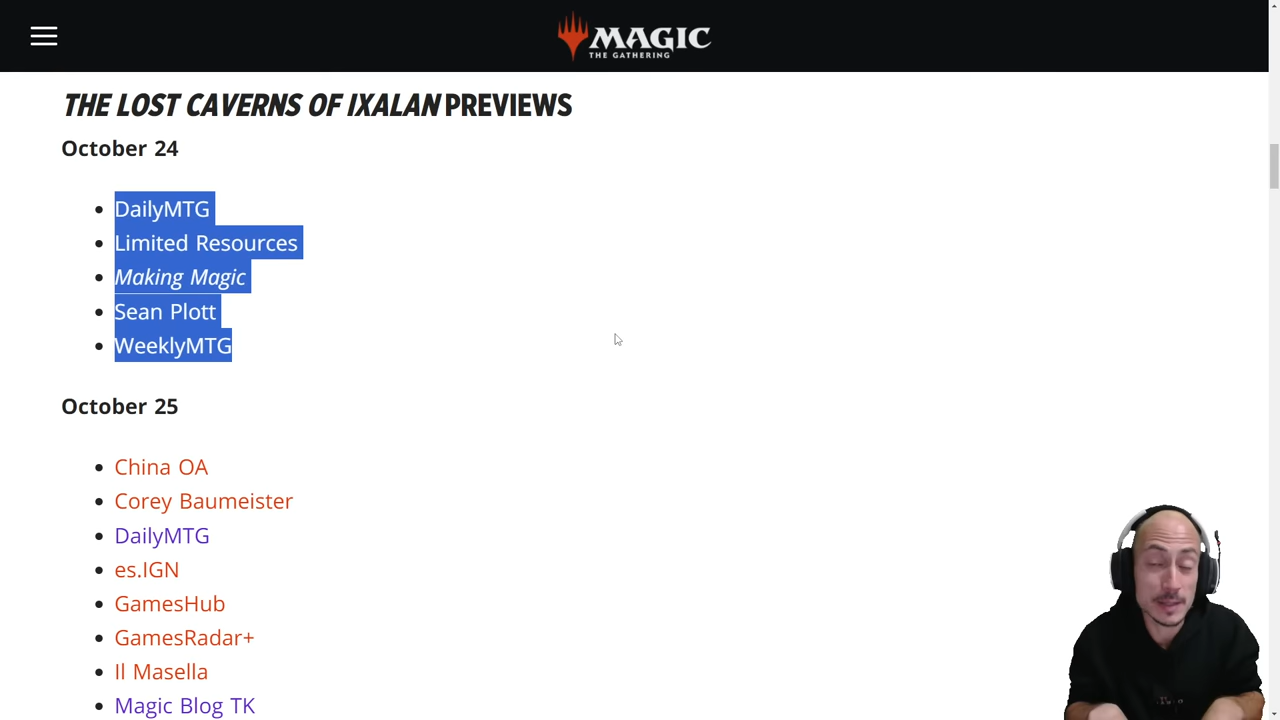 MAGIC
THE GATHERING
THE LOST CAVERNS OF IXALAN PREVIEWS
October 24
DailyMTG
Limited Resources
Making Magic
Sean Plott
WeeklyMTG
October 25
China OA
Corey Baumeister
DailyMTG
es.IGN
GamesHub
GamesRadar+
Il Masella
Magic Blog TK